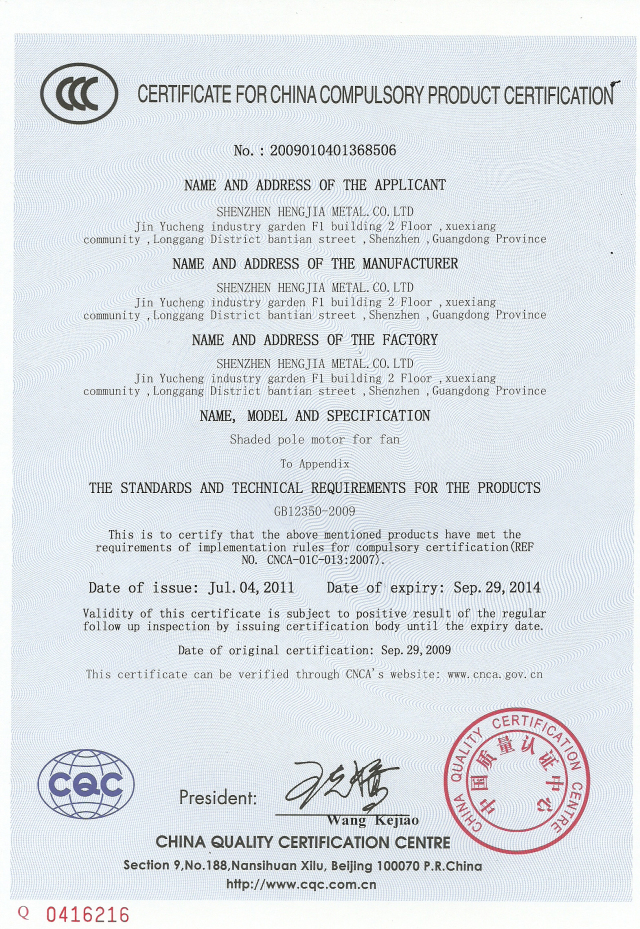 CCC
CERTIFICATE FOR CHINA COMPULSORY PRODUCT CERTIFICATION
No. : 2009010401368506
NAME AND ADDRESS OF THE APPLICANT
SHENZHEN HENGJIA METAL.CO.LTD
Jin Yucheng industry garden F1 building 2 Floor ,xuexiang
community ,Longgang District bantian street ,Shenzhen ,Guangdong Province
NAME AND ADDRESS OF THE MANUFACTURER
SHENZHEN HENGJIA METAL.CO.LTD
Jin Yucheng industry garden F1 building 2 Floor ,xuexiang
community ,Longgang District bantian street ,Shenzhen ,Guangdong Province
NAME AND ADDRESS OF THE FACTORY
SHENZHEN HENGJIA METAL.CO.LTD
Jin Yucheng industry garden F1 building 2 Floor ,xuexiang
community ,Longgang District bantian street ,Shenzhen ,Guangdong Province
NAME, MODEL AND SPECIFICATION
Shaded pole motor for fan
To Appendix
THE STANDARDS AND TECHNICAL REQUIREMENTS FOR THE PRODUCTS
GB12350-2009
This is to certify that the above mentioned products have met the
requirements of implementation rules for compulsory certification(REF
NO. CNCA-01C-013:2007).
Date of issue: Jul.04,2011 Date of expiry: Sep.29,2014
Validity of this certificate is subject to positive result of the regular
follow up inspection by issuing certification body until the expiry date.
Date of original certification: Sep.29,2009
This certificate can be verified through CNCA's website: www.cnca.gov.cn
CHINA QUALITY CERTIFICATION CENTRE
中国质量认证中心
CQC
President:
Wang Kejiao
CHINA QUALITY CERTIFICATION CENTRE
Section 9,No.188,Nansihuan Xilu, Beijing 100070 P.R.China
http://www.cqc.com.cn
Q 0416216